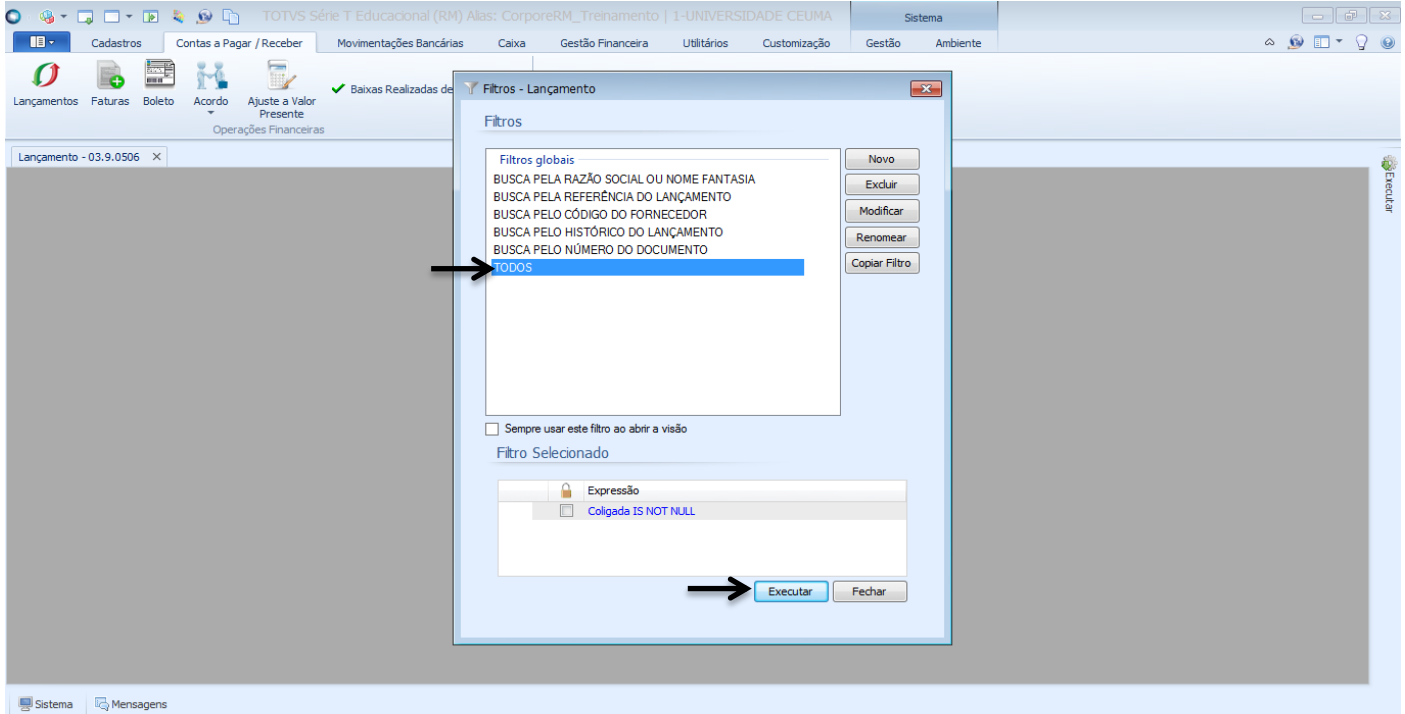 TOTVS Série T Educacional (RM) Alias: CorporeRM_Treinamento | 1-UNIVERSIDADE CEUMA
Sistema
Cadastros
Contas a Pagar / Receber
Movimentações Bancárias
Caixa
Gestão Financeira
Utilitários
Customização
Gestão
Ambiente
Lançamentos
Faturas
Boleto
Acordo
Ajuste a Valor
Presente
Baixas Realizadas de
Operações Financeiras
Lançamento - 03.9.0506
Executar
Filtros - Lançamento
Filtros
Filtros globais
BUSCA PELA RAZÃO SOCIAL OU NOME FANTASIA
BUSCA PELA REFERÊNCIA DO LANÇAMENTO
BUSCA PELO CÓDIGO DO FORNECEDOR
BUSCA PELO HISTÓRICO DO LANÇAMENTO
BUSCA PELO NÚMERO DO DOCUMENTO
TODOS
Novo
Excluir
Modificar
Renomear
Copiar Filtro
Sempre usar este filtro ao abrir a visão
Filtro Selecionado
Expressão
Coligada IS NOT NULL
Executar
Fechar
Sistema
Mensagens